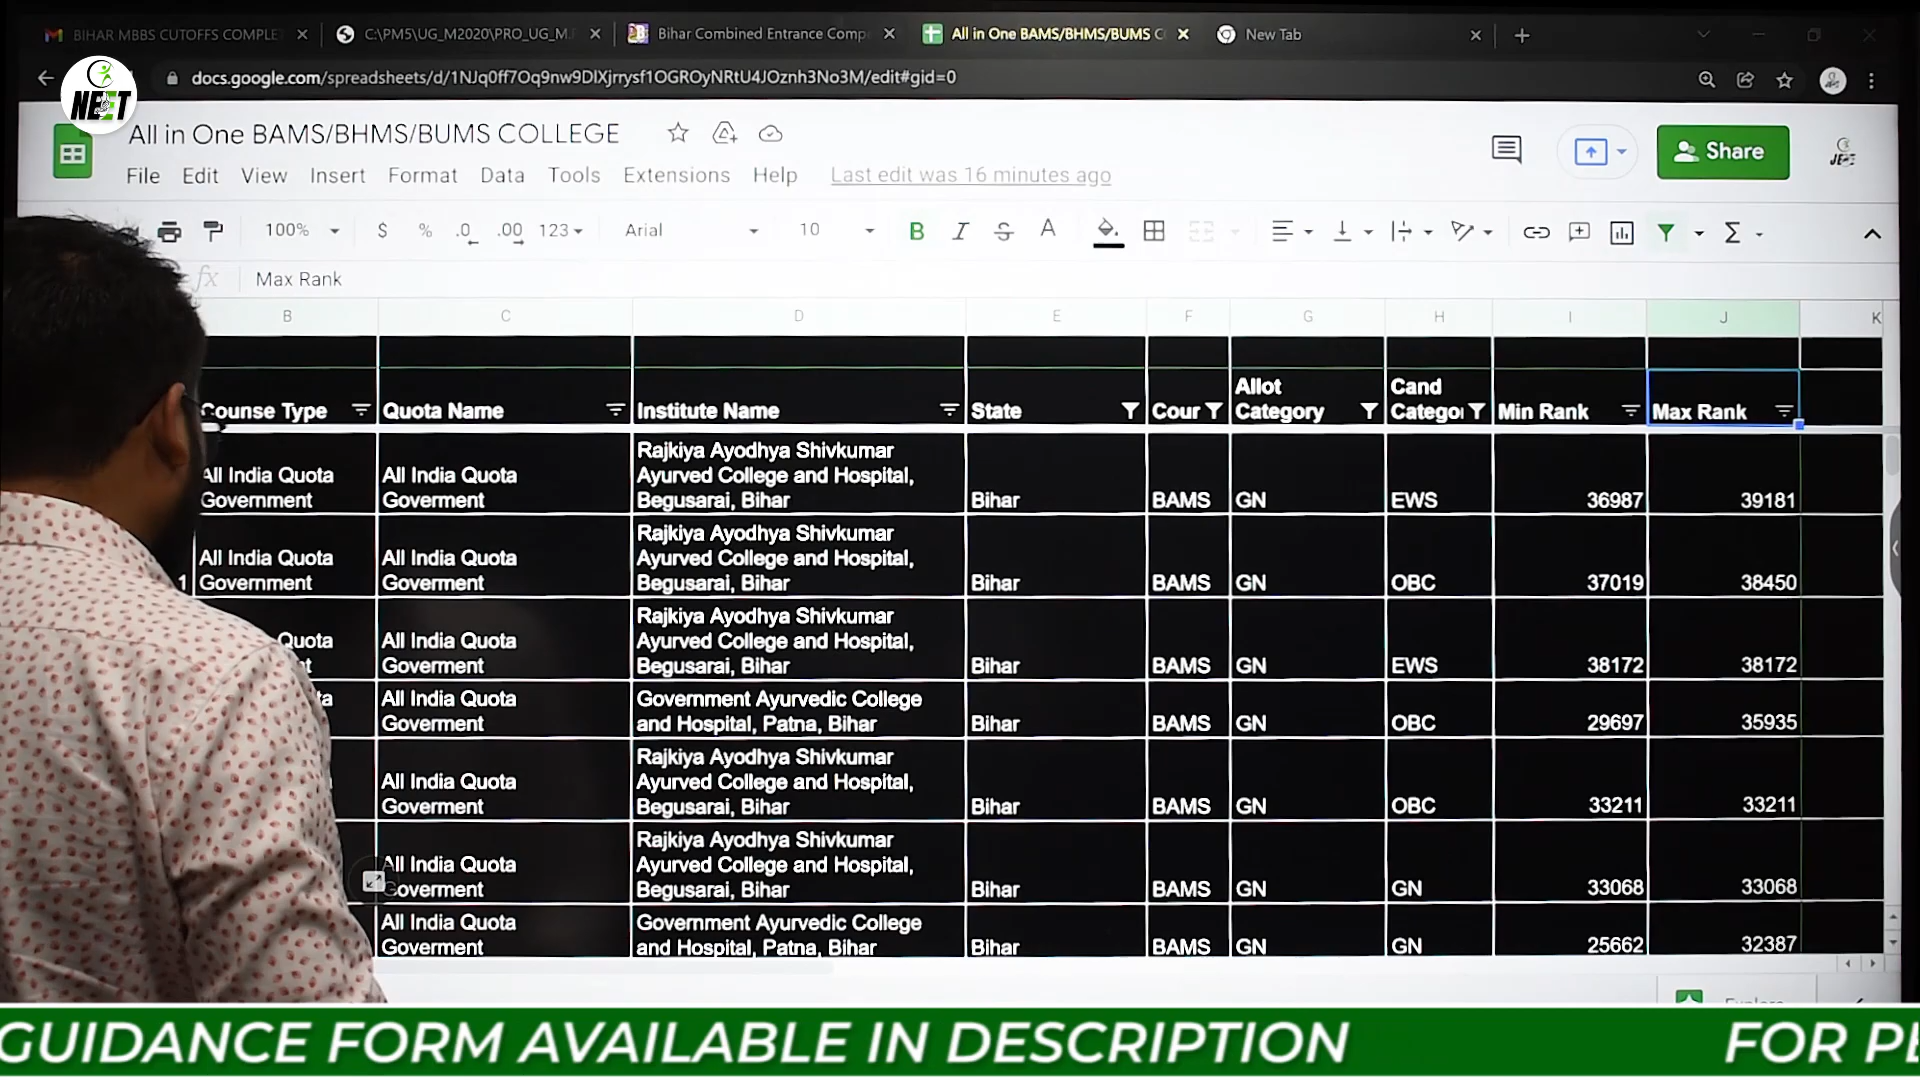 BIHAR MBBS CUTOFFS COMPLE
C:\PM5\UG_M2020\PRO_UG_M.
Bihar Combined Entrance Comp
All in One BAMS/BHMS/BUMS C
New Tab
docs.google.com/spreadsheets/d/1NJq0ff7Oq9nw9DlXjrrysf1OGROyNRtU4JOznh3No3M/edit#gid=0
NEET
All in One BAMS/BHMS/BUMS COLLEGE
Share
File Edit View Insert Format Data Tools Extensions Help Last edit was 16 minutes ago
100% $ % .0 .00 123 Arial 10 B I S A
fx Max Rank
B C D E F G H I J K
Counse Type Quota Name Institute Name State Cour Allot Category Cand Catego Min Rank Max Rank
All India Quota Government All India Quota Goverment Rajkiya Ayodhya Shivkumar Ayurved College and Hospital, Begusarai, Bihar Bihar BAMS GN EWS 36987 39181
1 All India Quota Government All India Quota Goverment Rajkiya Ayodhya Shivkumar Ayurved College and Hospital, Begusarai, Bihar Bihar BAMS GN OBC 37019 38450
Quota All India Quota Goverment Rajkiya Ayodhya Shivkumar Ayurved College and Hospital, Begusarai, Bihar Bihar BAMS GN EWS 38172 38172
All India Quota Goverment Government Ayurvedic College and Hospital, Patna, Bihar Bihar BAMS GN OBC 29697 35935
All India Quota Goverment Rajkiya Ayodhya Shivkumar Ayurved College and Hospital, Begusarai, Bihar Bihar BAMS GN OBC 33211 33211
All India Quota Goverment Rajkiya Ayodhya Shivkumar Ayurved College and Hospital, Begusarai, Bihar Bihar BAMS GN GN 33068 33068
All India Quota Goverment Government Ayurvedic College and Hospital, Patna, Bihar Bihar BAMS GN GN 25662 32387
GUIDANCE FORM AVAILABLE IN DESCRIPTION FOR PE